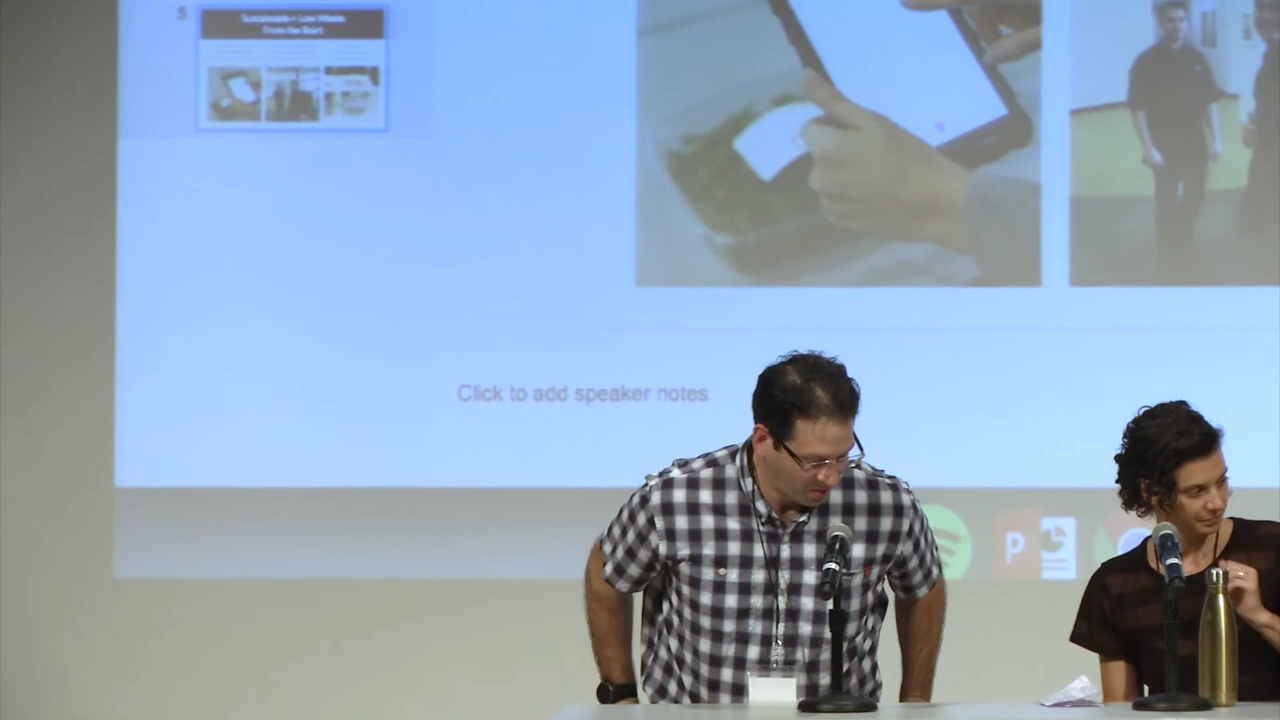 5
Sustainable + Low Waste
From the Start
Click to add speaker notes
P